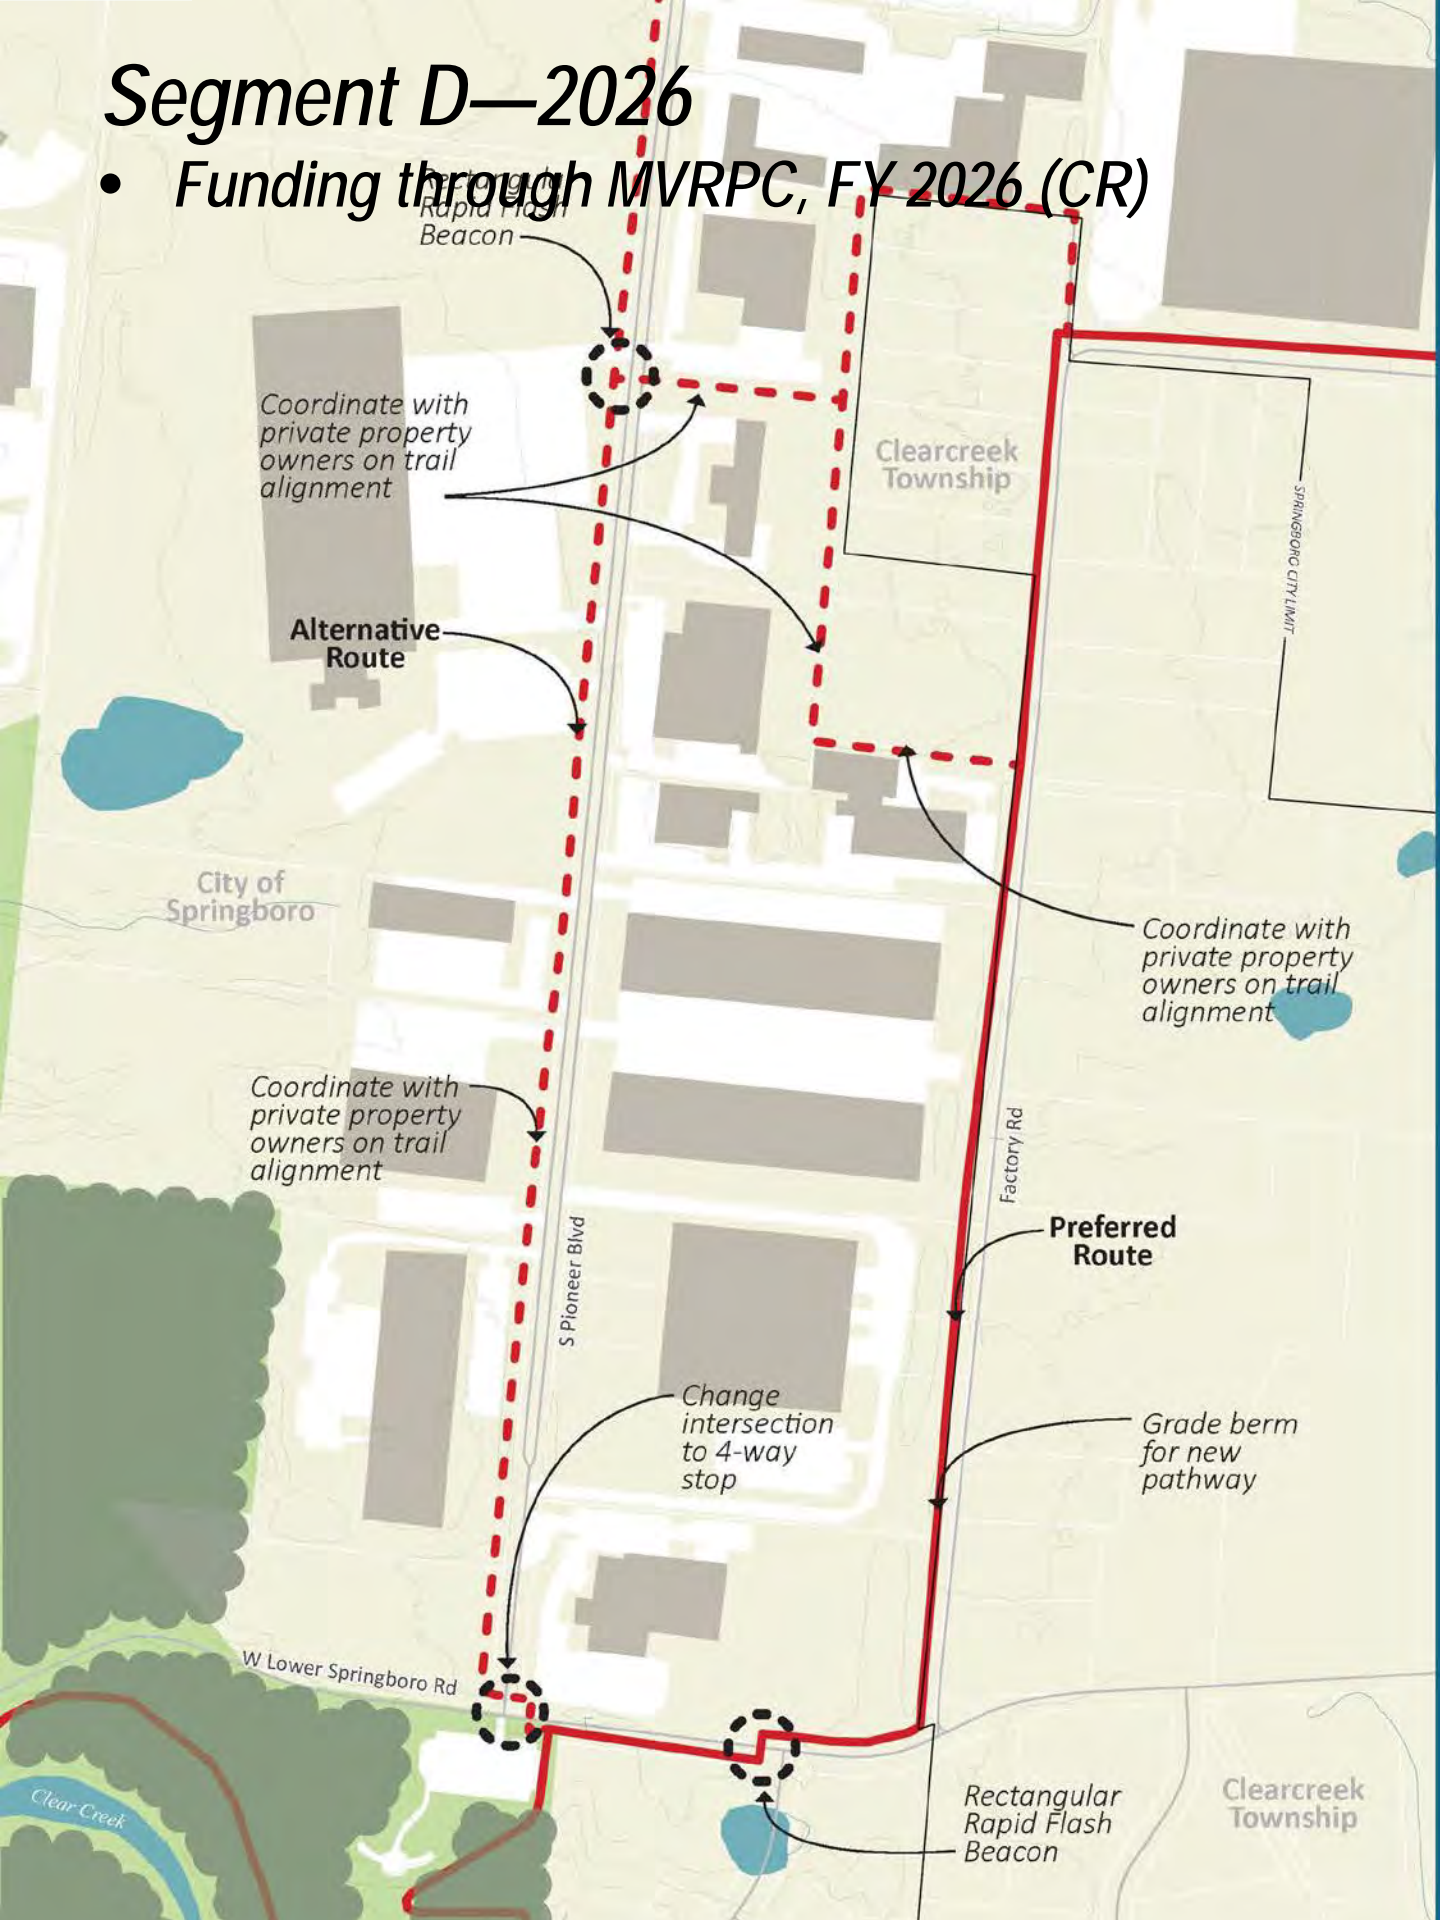 Segment D—2026
• Funding through MVRPC, FY 2026 (CR)
Rectangular
Rapid Flash
Beacon
Coordinate with
private property
owners on trail
alignment
Clearcreek
Township
SPRINGBORO CITY LIMIT
Alternative
Route
City of
Springboro
Coordinate with
private property
owners on trail
alignment
Coordinate with
private property
owners on trail
alignment
Factory Rd
Preferred
Route
S Pioneer Blvd
Change
intersection
to 4-way
stop
Grade berm
for new
pathway
W Lower Springboro Rd
Clear Creek
Rectangular
Rapid Flash
Beacon
Clearcreek
Township